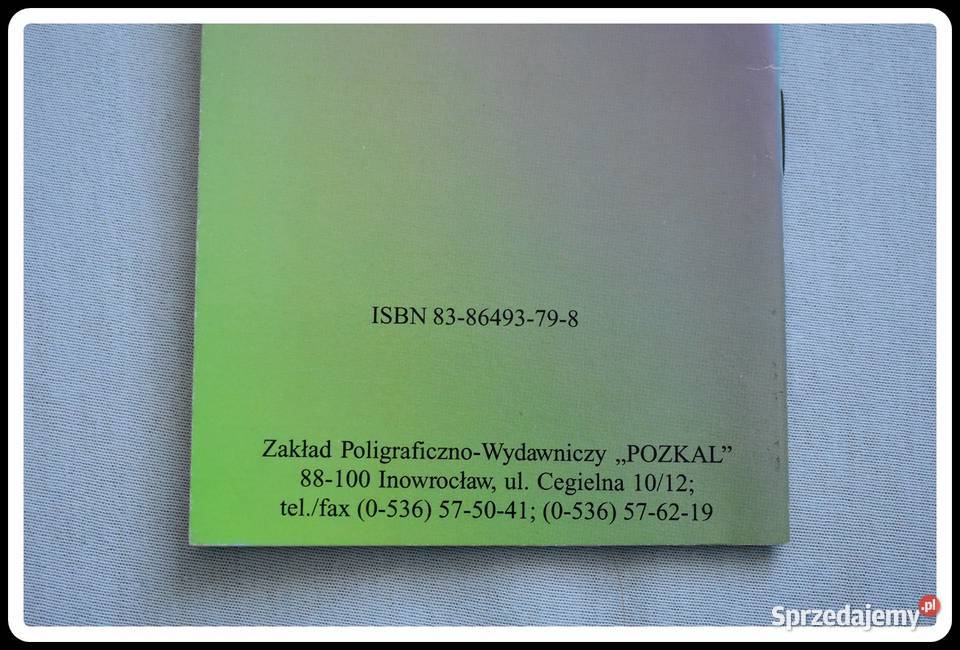 ISBN 83-86493-79-8
Zakład Poligraficzno-Wydawniczy „POZKAL”
88-100 Inowrocław, ul. Cegielna 10/12;
tel./fax (0-536) 57-50-41; (0-536) 57-62-19
Sprzedajemy.pl